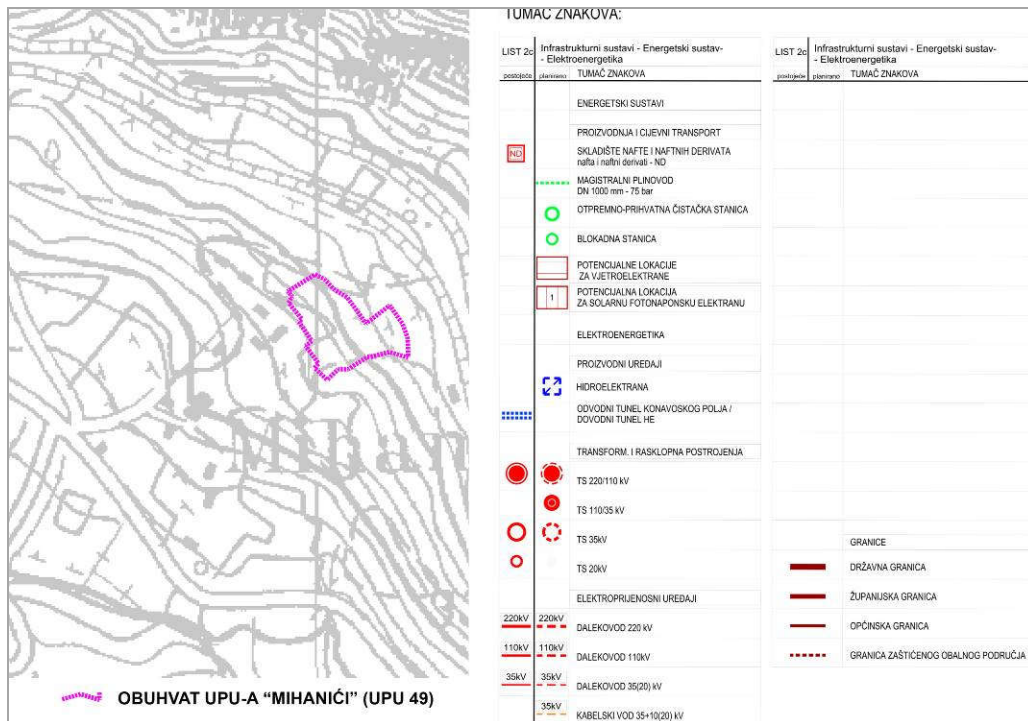 Mihan
OBUHVAT UPU-A “MIHANIĆI” (UPU 49)
TUMAČ ZNAKOVA:
LIST 2c
Infrastrukturni sustavi - Energetski sustav-
- Elektroenergetika
postojeće planirano TUMAČ ZNAKOVA
ENERGETSKI SUSTAVI
PROIZVODNJA I CIJEVNI TRANSPORT
ND
SKLADIŠTE NAFTE I NAFTNIH DERIVATA
nafta i naftni derivati - ND
MAGISTRALNI PLINOVOD
DN 1000 mm - 75 bar
OTPREMNO-PRIHVATNA ČISTAČKA STANICA
BLOKADNA STANICA
POTENCIJALNE LOKACIJE
ZA VJETROELEKTRANE
1
POTENCIJALNA LOKACIJA
ZA SOLARNU FOTONAPONSKU ELEKTRANU
ELEKTROENERGETIKA
PROIZVODNI UREĐAJI
HIDROELEKTRANA
ODVODNI TUNEL KONAVOSKOG POLJA /
DOVODNI TUNEL HE
TRANSFORM. I RASKLOPNA POSTROJENJA
TS 220/110 kV
TS 110/35 kV
TS 35kV
TS 20kV
ELEKTROPRIJENOSNI UREĐAJI
220kV 220kV DALEKOVOD 220 kV
110kV 110kV DALEKOVOD 110kV
35kV 35kV DALEKOVOD 35(20) kV
35kV KABELSKI VOD 35+10(20) kV
LIST 2c
Infrastrukturni sustavi - Energetski sustav-
- Elektroenergetika
postojeće planirano TUMAČ ZNAKOVA
GRANICE
DRŽAVNA GRANICA
ŽUPANIJSKA GRANICA
OPĆINSKA GRANICA
GRANICA ZAŠTIĆENOG OBALNOG PODRUČJA